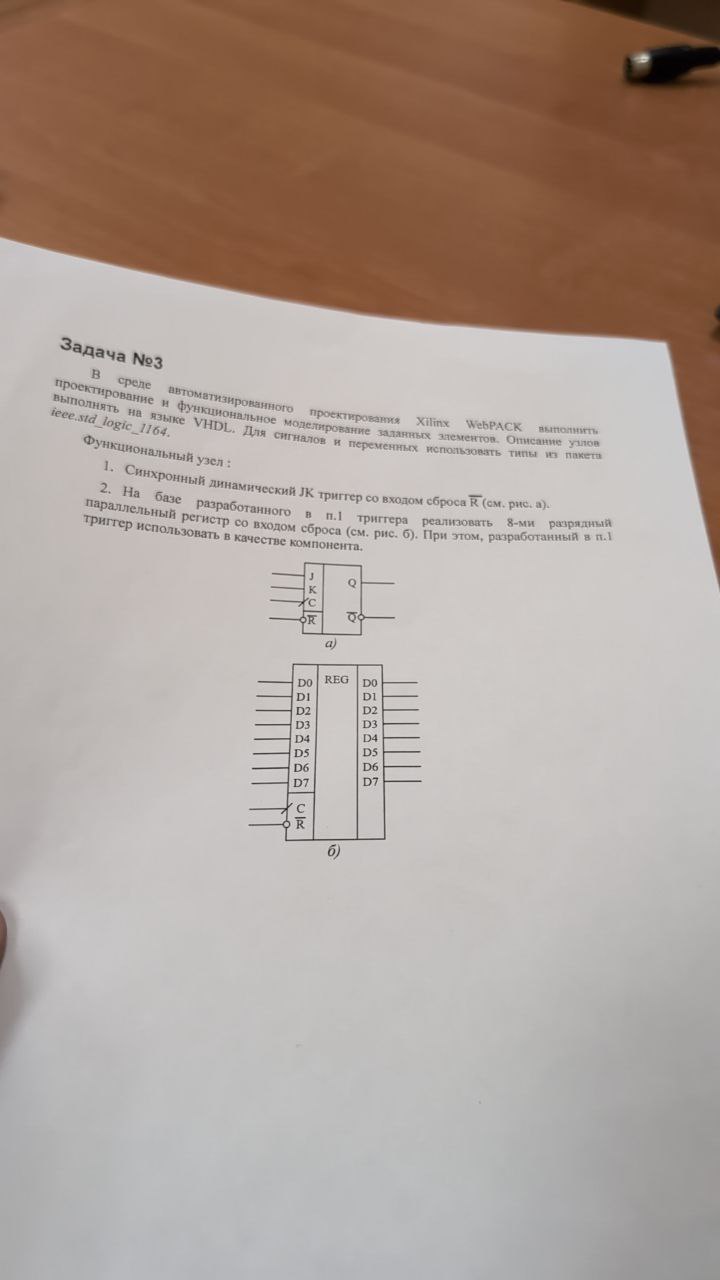 Задача №3
В среде автоматизированного проектирования Xilinx WebPACK выполнить
проектирование и функциональное моделирование заданных элементов. Описание узлов
выполнять на языке VHDL. Для сигналов и переменных использовать типы из пакета
ieee.std_logic_1164.
Функциональный узел :
1. Синхронный динамический JK триггер со входом сброса R̅ (см. рис. а).
2. На базе разработанного в п.1 триггера реализовать 8-ми разрядный
параллельный регистр со входом сброса (см. рис. б). При этом, разработанный в п.1
триггер использовать в качестве компонента.
J
K
C
R̅
Q
Q̅
а)
REG
D0 D0
D1 D1
D2 D2
D3 D3
D4 D4
D5 D5
D6 D6
D7 D7
C
R̅
б)